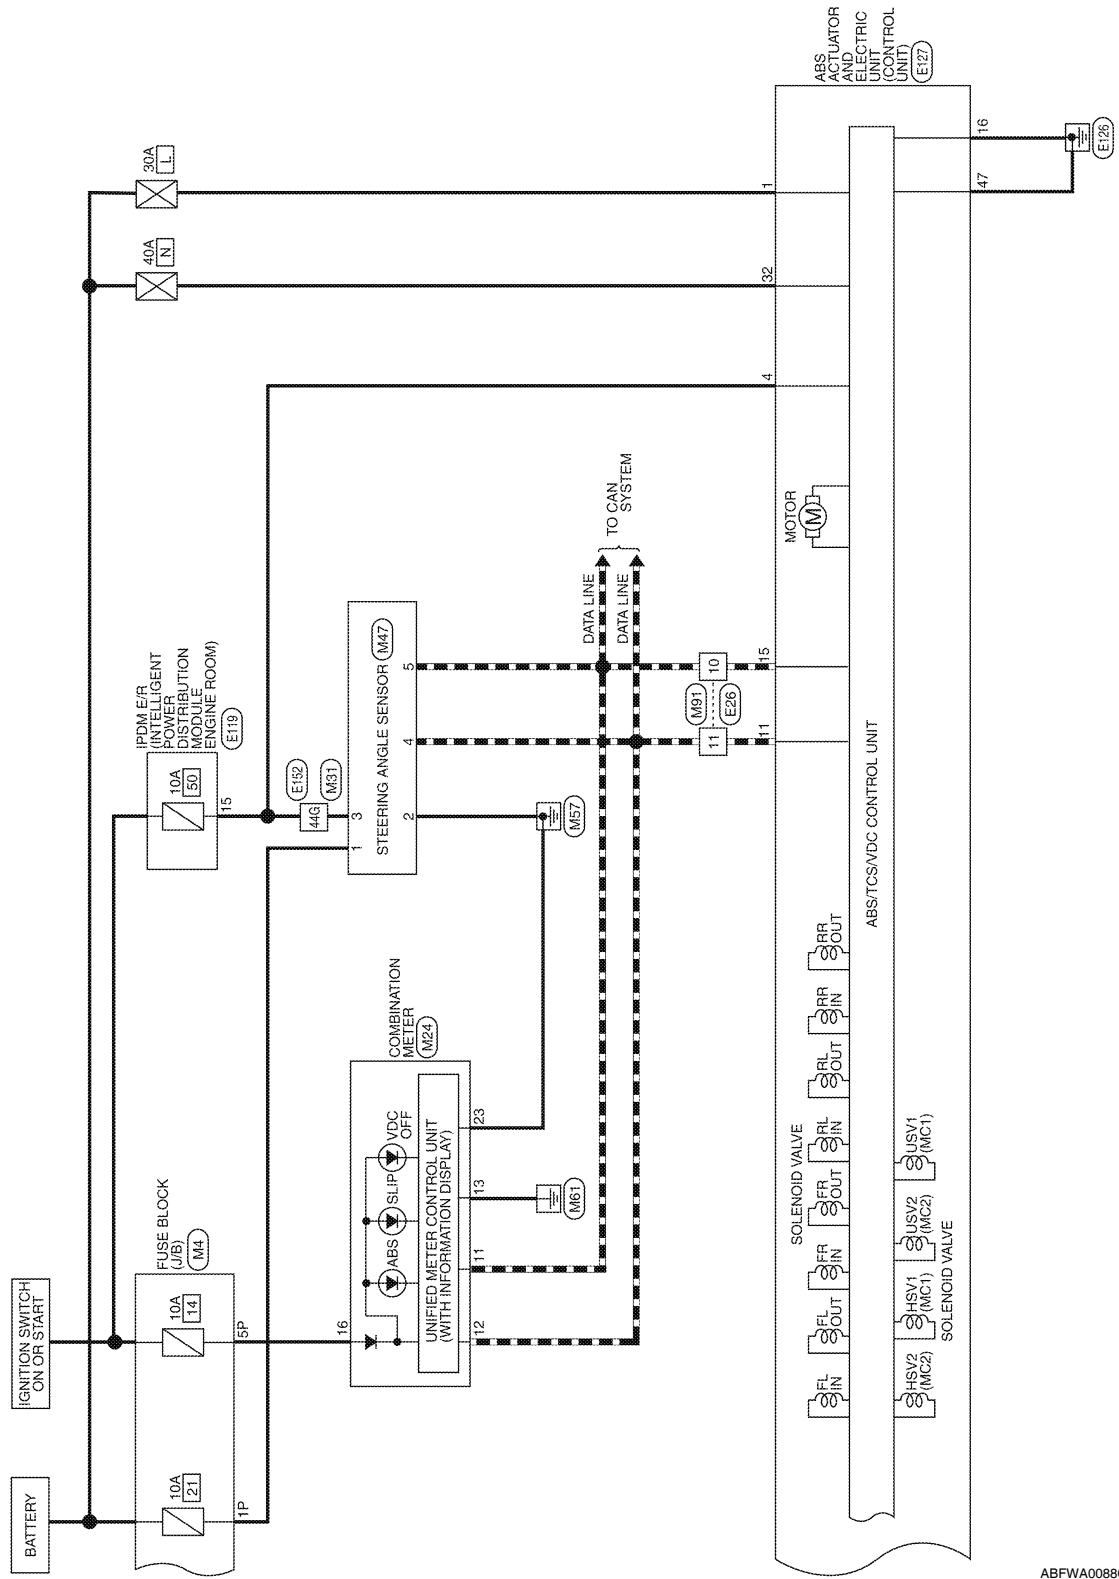 BATTERY
IGNITION SWITCH
ON OR START
10A
21
1P
10A
14
5P
FUSE BLOCK
(J/B)
M4
IPDM E/R
(INTELLIGENT
POWER
DISTRIBUTION
MODULE
ENGINE ROOM)
E119
10A
50
15
40A
N
30A
L
E152
M31
44G
3
1
STEERING ANGLE SENSOR
M47
2
4
5
M57
COMBINATION
METER
M24
16
ABS
SLIP
VDC
OFF
UNIFIED METER CONTROL UNIT
(WITH INFORMATION DISPLAY)
12
11
13
23
M61
DATA LINE
DATA LINE
TO CAN
SYSTEM
M91
E26
11
10
11
15
4
32
1
ABS
ACTUATOR
AND
ELECTRIC
UNIT
(CONTROL
UNIT)
E127
SOLENOID VALVE
FL
IN
FL
OUT
FR
IN
FR
OUT
RL
IN
RL
OUT
RR
IN
RR
OUT
MOTOR
M
ABS/TCS/VDC CONTROL UNIT
HSV2
(MC2)
HSV1
(MC1)
USV2
(MC2)
USV1
(MC1)
SOLENOID VALVE
47
16
E126